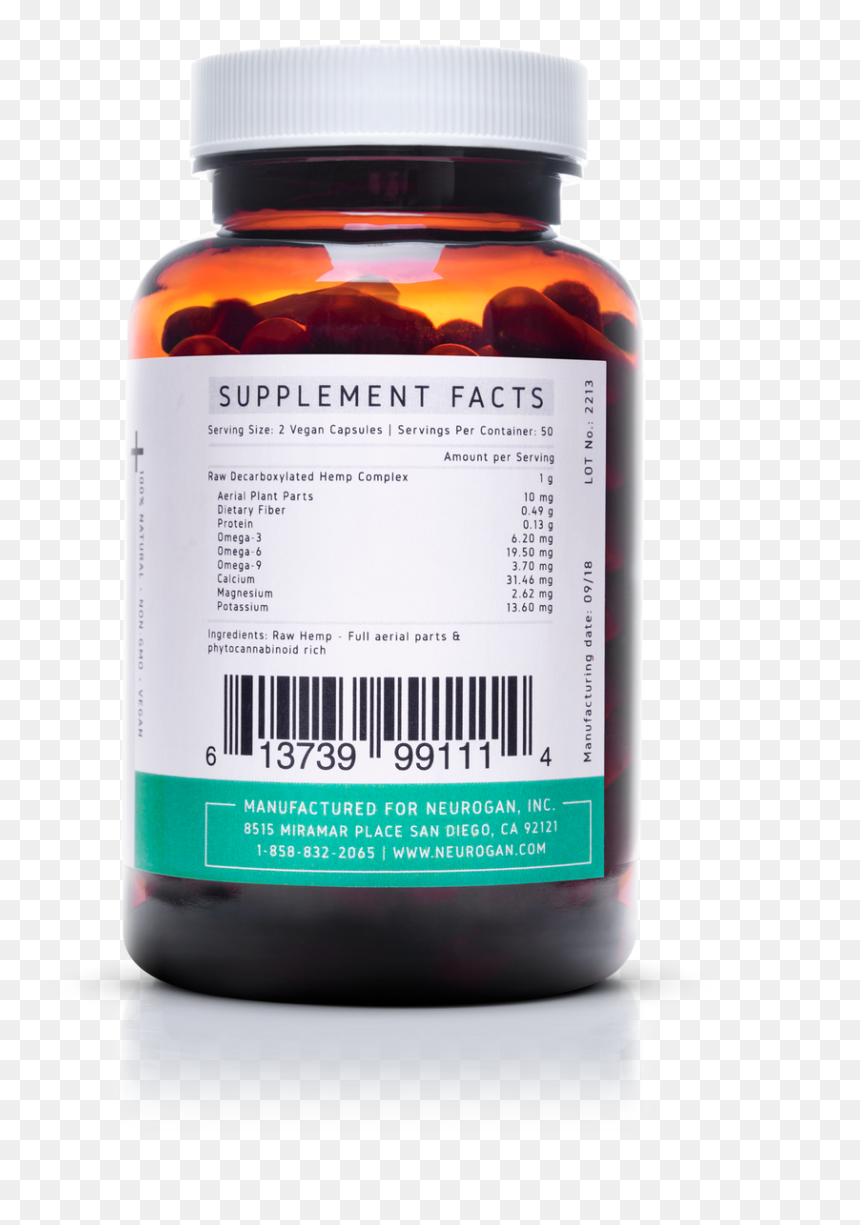 SUPPLEMENT FACTS
Serving Size: 2 Vegan Capsules | Servings Per Container: 50
Amount per Serving
Raw Decarboxylated Hemp Complex 1 g
Aerial Plant Parts 10 mg
Dietary Fiber 0.49 g
Protein 0.13 g
Omega-3 6.20 mg
Omega-6 19.50 mg
Omega-9 3.70 mg
Calcium 31.46 mg
Magnesium 2.62 mg
Potassium 13.60 mg
Ingredients: Raw Hemp - Full aerial parts &
phytocannabinoid rich
6 13739 99111 4
MANUFACTURED FOR NEUROGAN, INC.
8515 MIRAMAR PLACE SAN DIEGO, CA 92121
1-858-832-2065 | WWW.NEUROGAN.COM
LOT No.: 2213
Manufacturing date: 09/18
100% NATURAL · NON GMO · VEGAN